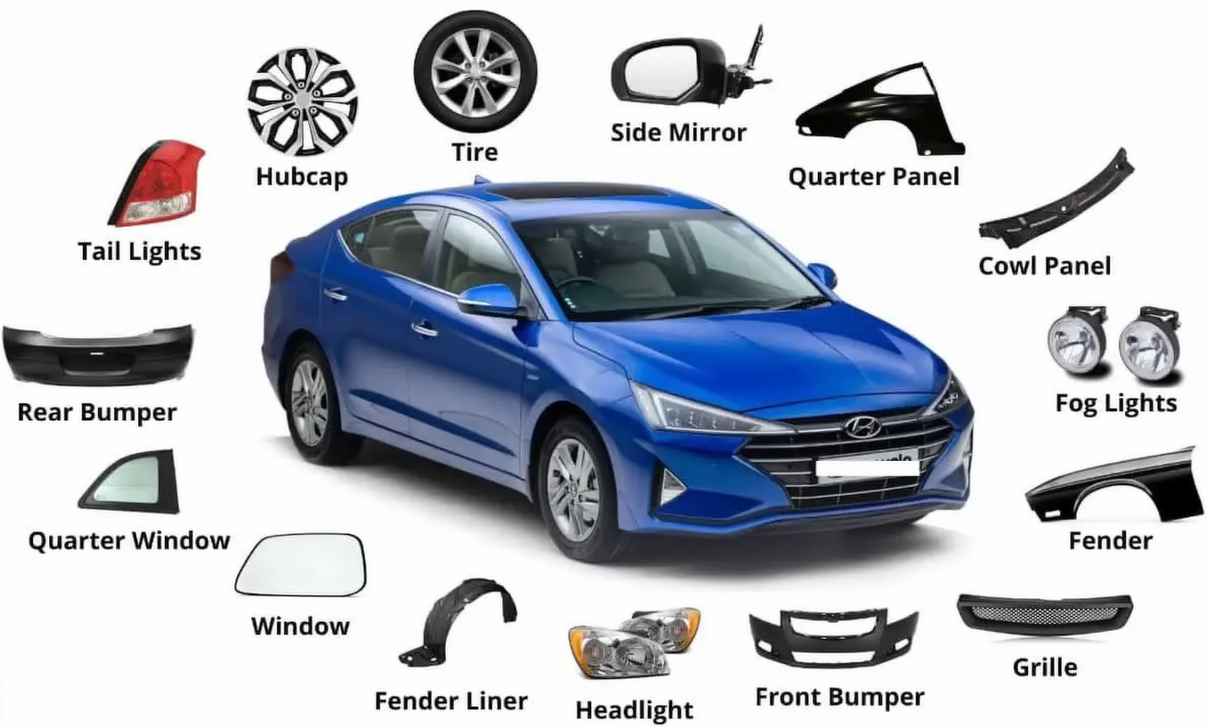 Tire
Side Mirror
Hubcap
Quarter Panel
Tail Lights
Cowl Panel
Rear Bumper
Fog Lights
Quarter Window
Fender
Window
Grille
Fender Liner
Headlight
Front Bumper